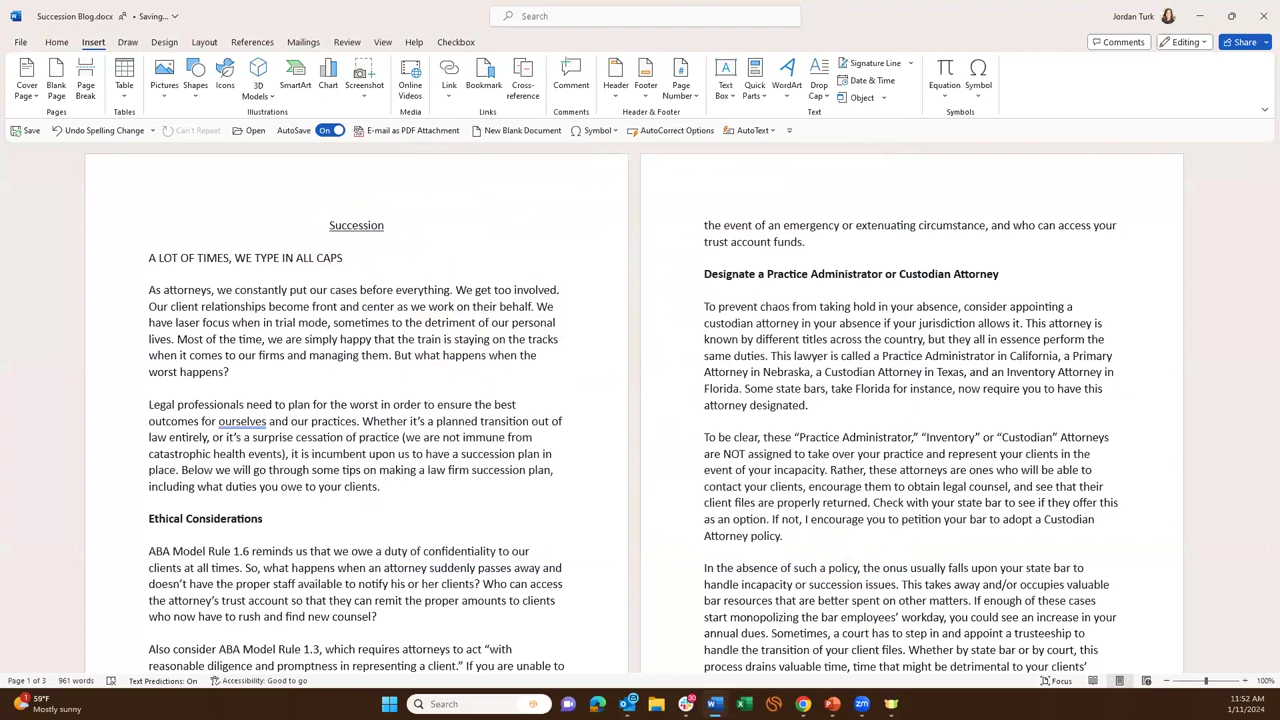 Succession Blog.docx
• Saving...
Search
Jordan Turk
File
Home
Insert
Draw
Design
Layout
References
Mailings
Review
View
Help
Checkbox
Comments
Editing
Share
Cover Page
Blank Page
Page Break
Table
Pictures
Shapes
Icons
3D Models
SmartArt
Chart
Screenshot
Online Videos
Link
Bookmark
Cross-reference
Comment
Header
Footer
Page Number
Text Box
Quick Parts
WordArt
Drop Cap
Signature Line
Date & Time
Object
Equation
Symbol
Pages
Tables
Illustrations
Media
Links
Comments
Header & Footer
Text
Symbols
Save
Undo Spelling Change
Can't Repeat
Open
AutoSave
On
E-mail as PDF Attachment
New Blank Document
Symbol
AutoCorrect Options
AutoText
Succession
A LOT OF TIMES, WE TYPE IN ALL CAPS
As attorneys, we constantly put our cases before everything. We get too involved.
Our client relationships become front and center as we work on their behalf. We
have laser focus when in trial mode, sometimes to the detriment of our personal
lives. Most of the time, we are simply happy that the train is staying on the tracks
when it comes to our firms and managing them. But what happens when the
worst happens?
Legal professionals need to plan for the worst in order to ensure the best
outcomes for ourselves and our practices. Whether it's a planned transition out of
law entirely, or it's a surprise cessation of practice (we are not immune from
catastrophic health events), it is incumbent upon us to have a succession plan in
place. Below we will go through some tips on making a law firm succession plan,
including what duties you owe to your clients.
Ethical Considerations
ABA Model Rule 1.6 reminds us that we owe a duty of confidentiality to our
clients at all times. So, what happens when an attorney suddenly passes away and
doesn't have the proper staff available to notify his or her clients? Who can access
the attorney's trust account so that they can remit the proper amounts to clients
who now have to rush and find new counsel?
Also consider ABA Model Rule 1.3, which requires attorneys to act "with
reasonable diligence and promptness in representing a client." If you are unable to
the event of an emergency or extenuating circumstance, and who can access your
trust account funds.
Designate a Practice Administrator or Custodian Attorney
To prevent chaos from taking hold in your absence, consider appointing a
custodian attorney in your absence if your jurisdiction allows it. This attorney is
known by different titles across the country, but they all in essence perform the
same duties. This lawyer is called a Practice Administrator in California, a Primary
Attorney in Nebraska, a Custodian Attorney in Texas, and an Inventory Attorney in
Florida. Some state bars, take Florida for instance, now require you to have this
attorney designated.
To be clear, these “Practice Administrator,” “Inventory” or “Custodian” Attorneys
are NOT assigned to take over your practice and represent your clients in the
event of your incapacity. Rather, these attorneys are ones who will be able to
contact your clients, encourage them to obtain legal counsel, and see that their
client files are properly returned. Check with your state bar to see if they offer this
as an option. If not, I encourage you to petition your bar to adopt a Custodian
Attorney policy.
In the absence of such a policy, the onus usually falls upon your state bar to
handle incapacity or succession issues. This takes away and/or occupies valuable
bar resources that are better spent on other matters. If enough of these cases
start monopolizing the bar employees' workday, you could see an increase in your
annual dues. Sometimes, a court has to step in and appoint a trusteeship to
handle the transition of your client files. Whether by state bar or by court, this
process drains valuable time, time that might be detrimental to your clients'
Page 1 of 3
961 words
Text Predictions: On
Accessibility: Good to go
Focus
100%
59°F
Mostly sunny
Search
11:52 AM
1/11/2024